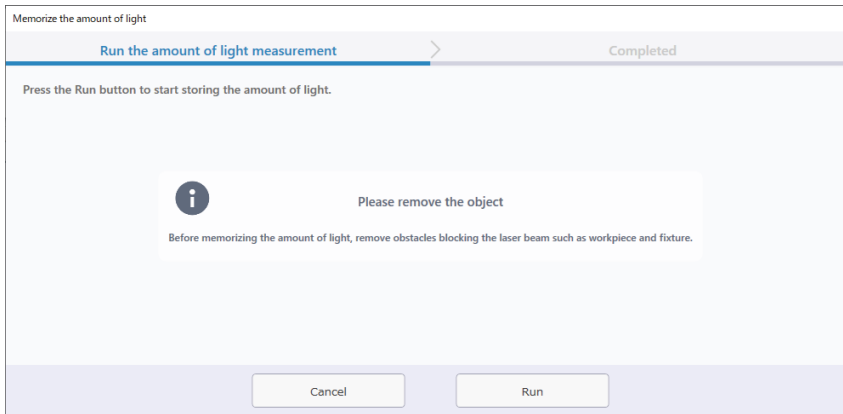 Memorize the amount of light
Run the amount of light measurement
Completed
Press the Run button to start storing the amount of light.
Please remove the object
Before memorizing the amount of light, remove obstacles blocking the laser beam such as workpiece and fixture.
Cancel
Run